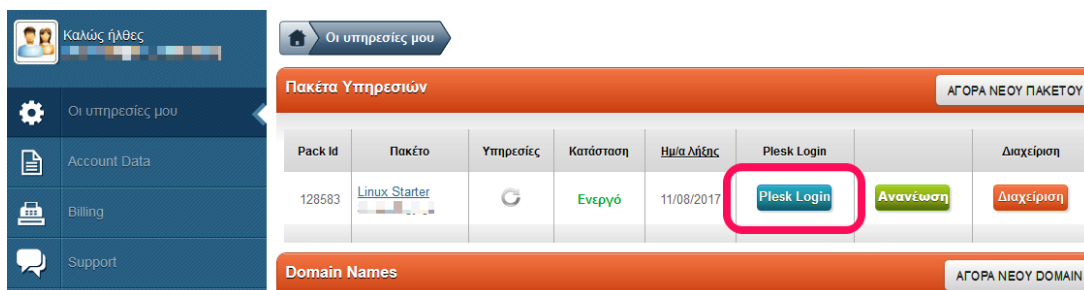 Καλώς ήλθες
Οι υπηρεσίες μου
Account Data
Billing
Support
Οι υπηρεσίες μου
Πακέτα Υπηρεσιών
ΑΓΟΡΑ ΝΕΟΥ ΠΑΚΕΤΟΥ
Pack Id Πακέτο Υπηρεσίες Κατάσταση Ημ/α Λήξης Plesk Login Διαχείριση
128583 Linux Starter Ενεργό 11/08/2017 Plesk Login Ανανέωση Διαχείριση
Domain Names
ΑΓΟΡΑ ΝΕΟΥ DOMAIN